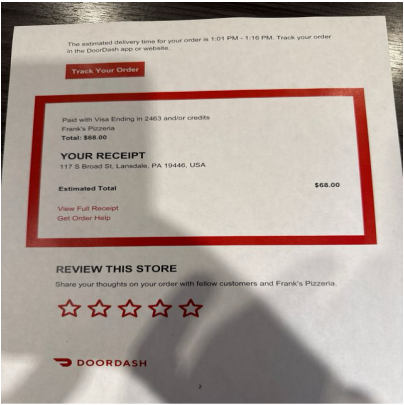 The estimated delivery time for your order is 1:01 PM - 1:16 PM. Track your order
in the DoorDash app or website.
Track Your Order
Paid with Visa Ending in 2463 and/or credits
Frank's Pizzeria
Total: $68.00
YOUR RECEIPT
117 S Broad St, Lansdale, PA 19446, USA
Estimated Total $68.00
View Full Receipt
Get Order Help
REVIEW THIS STORE
Share your thoughts on your order with fellow customers and Frank's Pizzeria.
DOORDASH
2